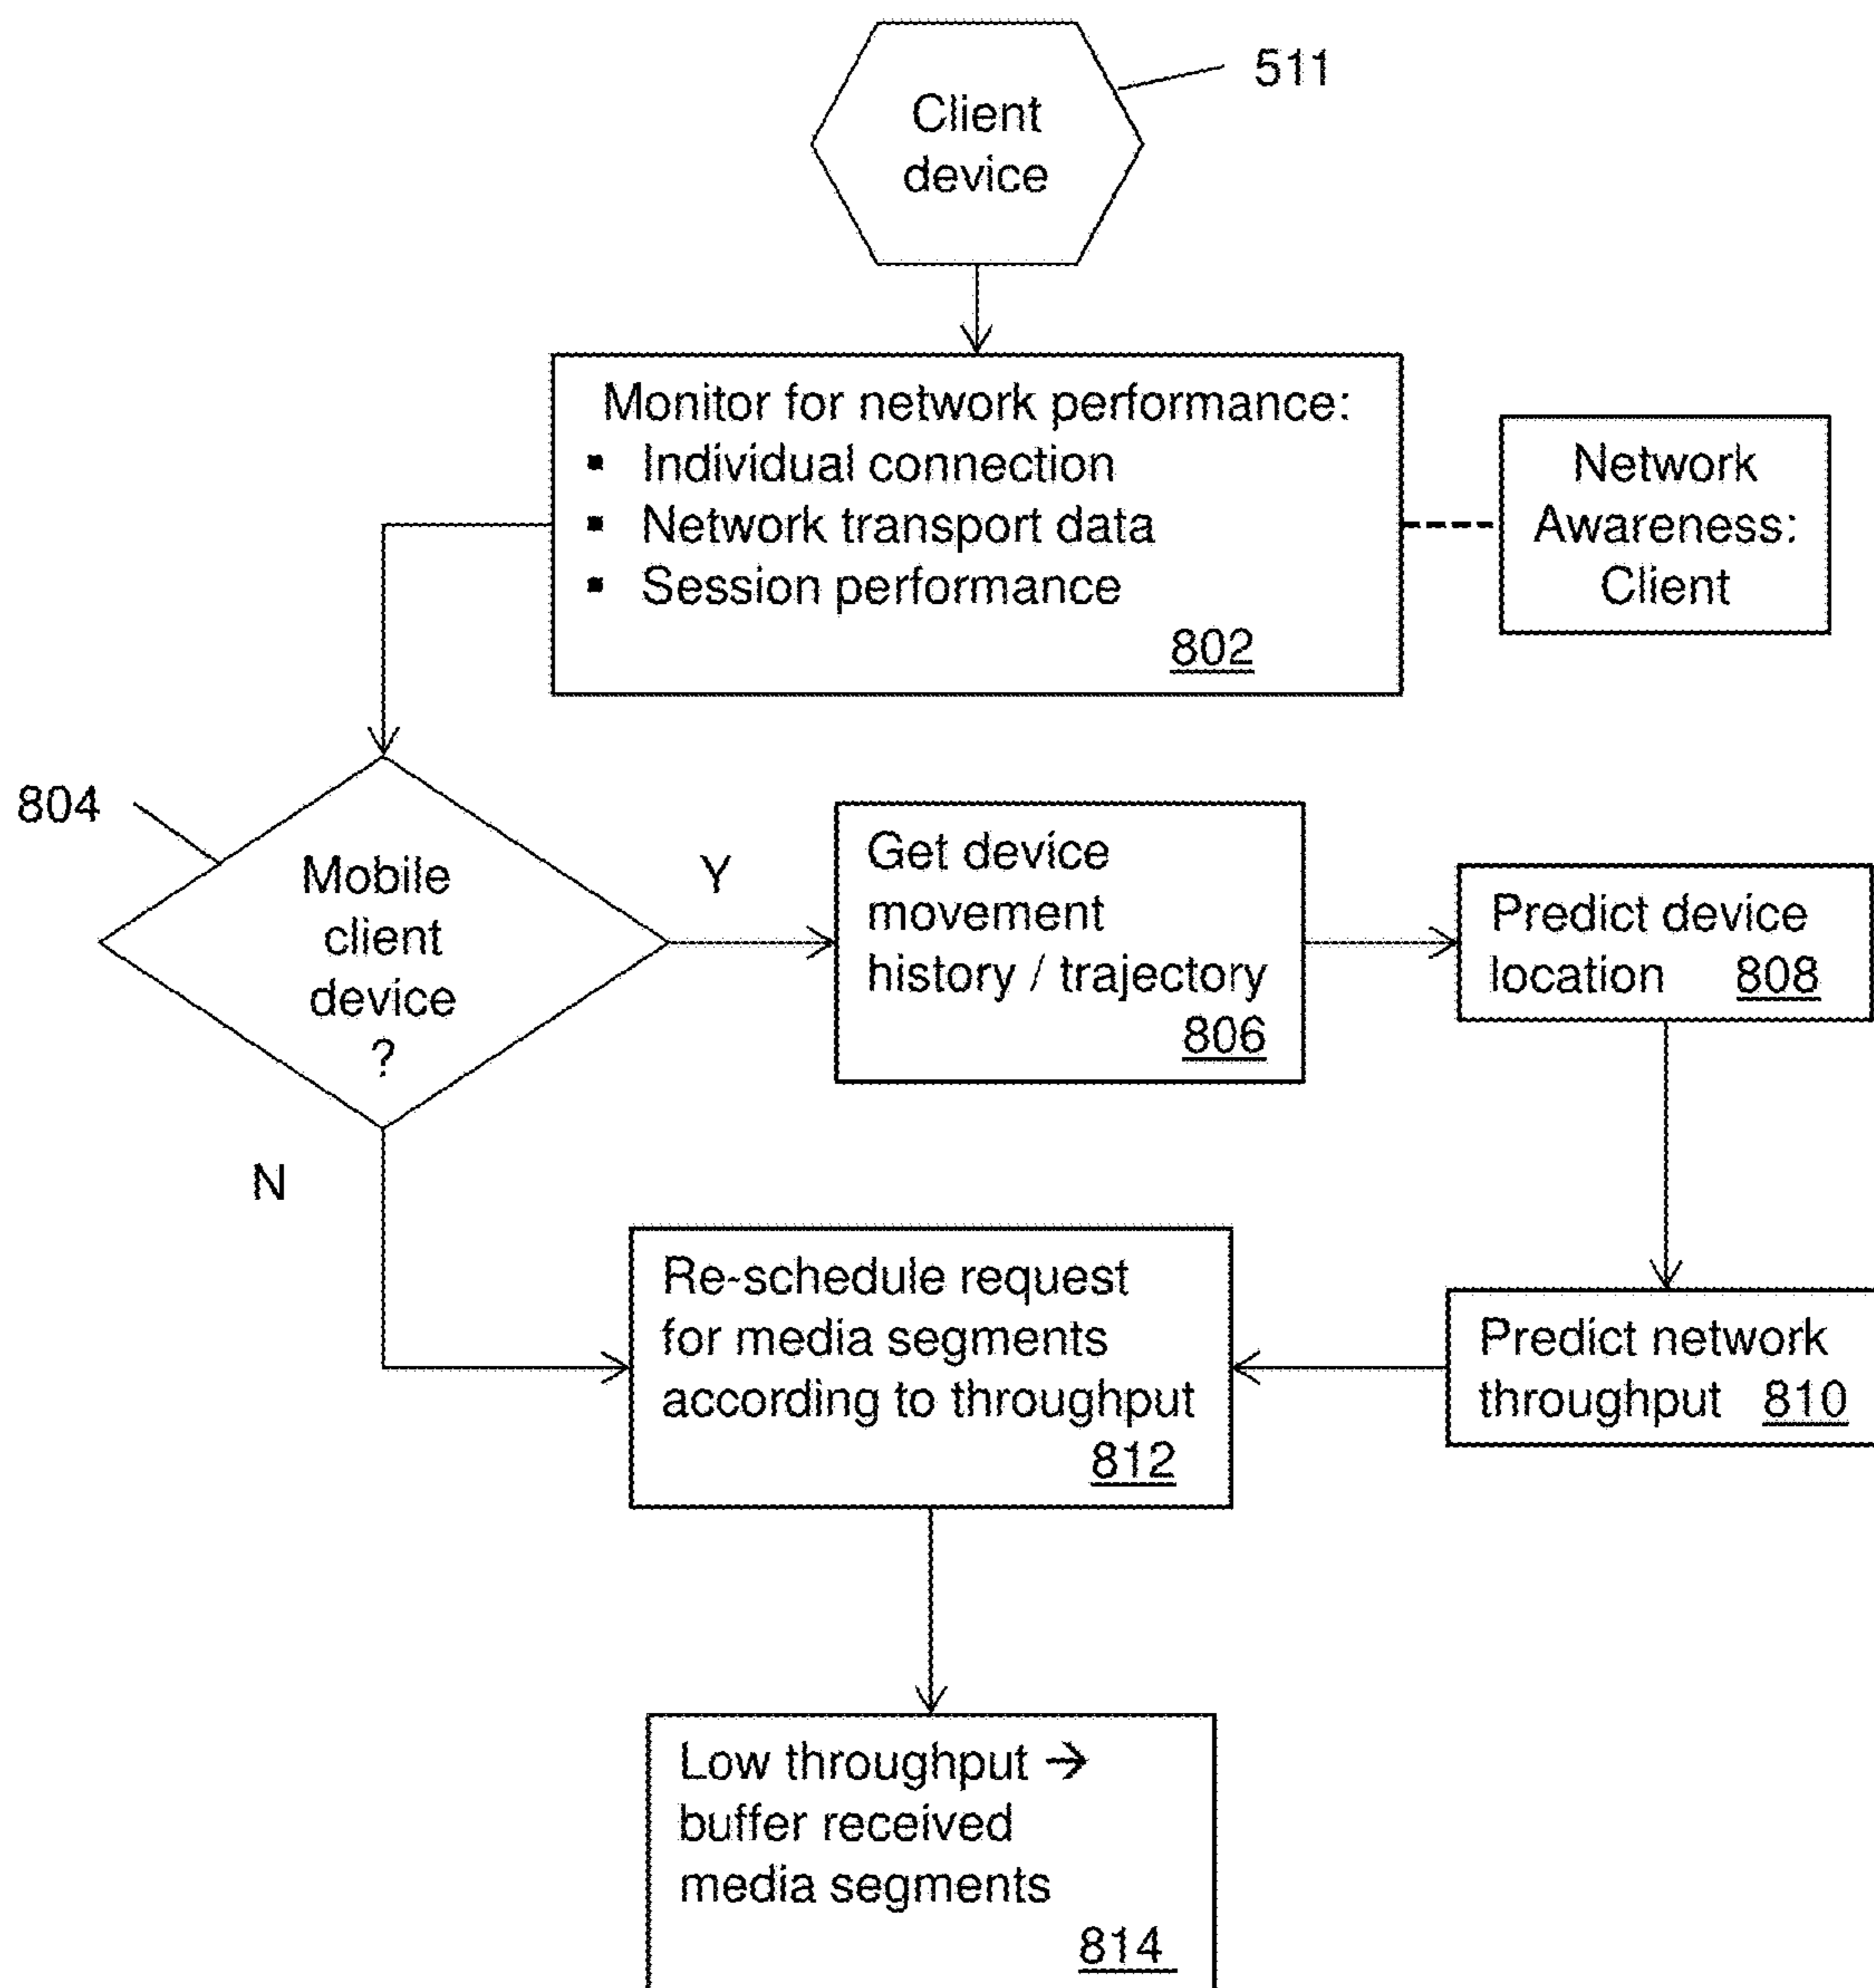 Client
device
511
Monitor for network performance:
▪ Individual connection
▪ Network transport data
▪ Session performance
802
Network
Awareness:
Client
804
Mobile
client
device
?
Y
Get device
movement
history / trajectory
806
Predict device
location 808
N
Re-schedule request
for media segments
according to throughput
812
Predict network
throughput 810
Low throughput →
buffer received
media segments
814